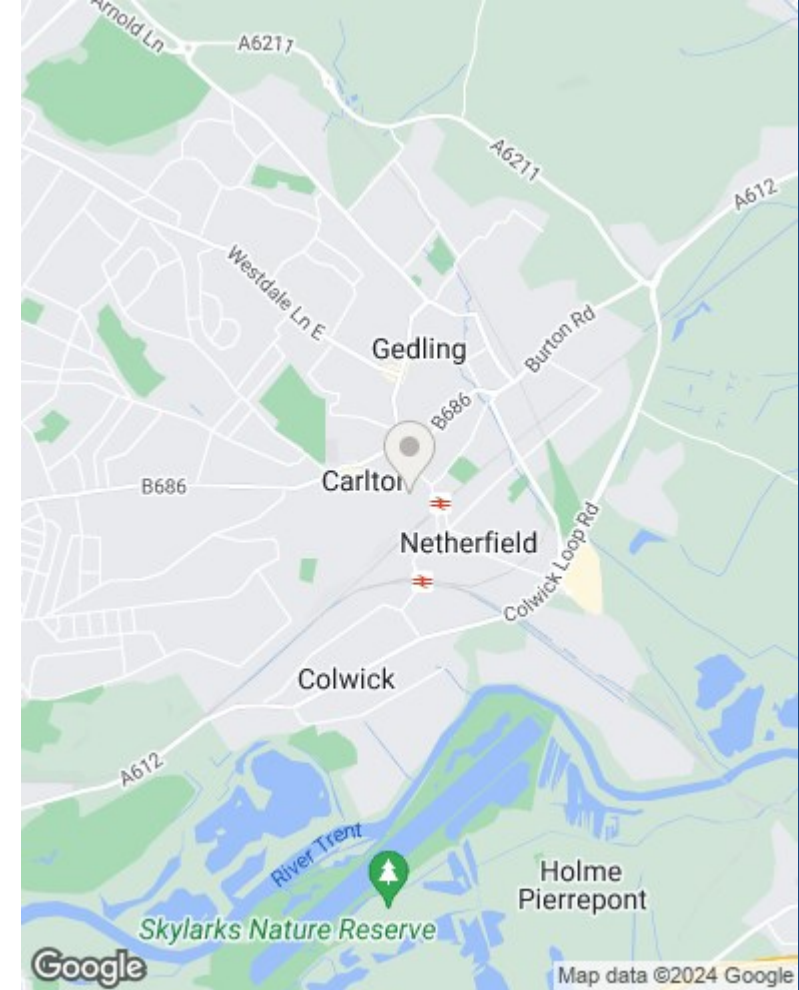 Arnold Ln
A6211
A6211
A612
Westdale Ln E
Burton Rd
Gedling
B686
Carlton
B686
Netherfield
Colwick Loop Rd
Colwick
A612
River Trent
Holme
Pierrepont
Skylarks Nature Reserve
Google
Map data ©2024 Google